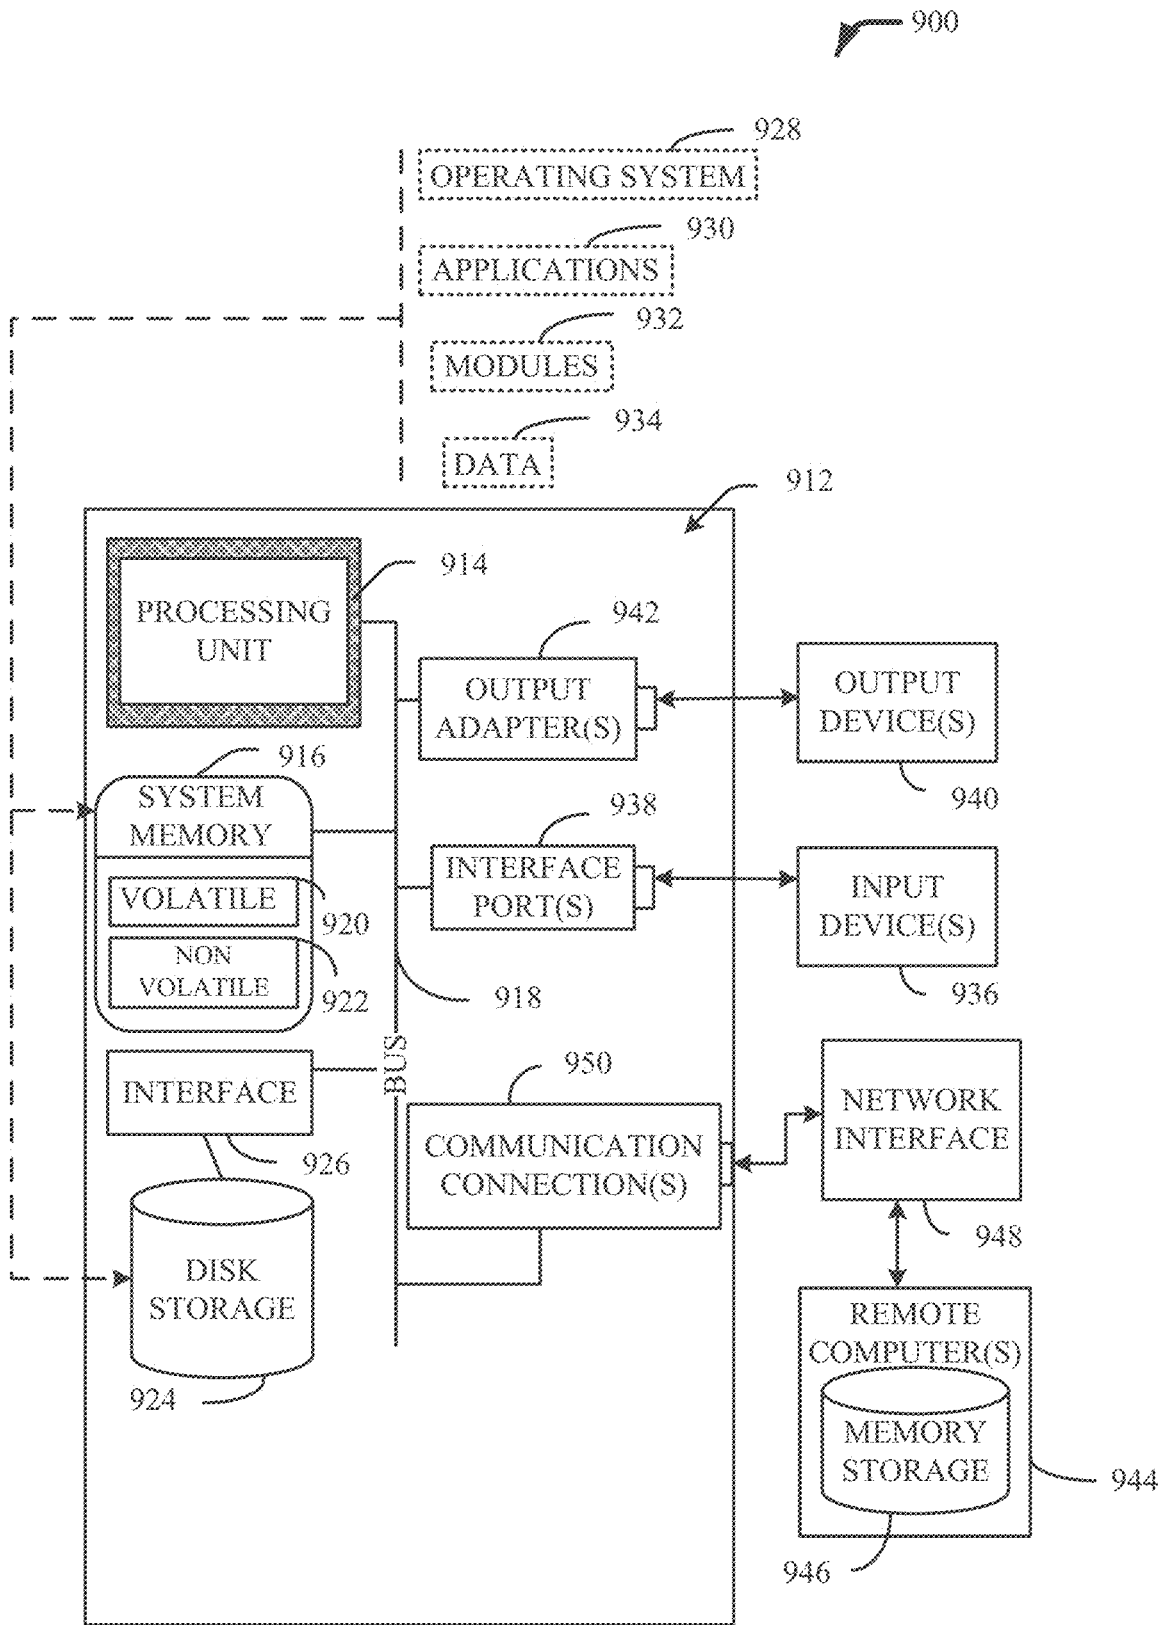 900
928
OPERATING SYSTEM
930
APPLICATIONS
932
MODULES
934
DATA
912
914
PROCESSING
UNIT
942
OUTPUT
ADAPTER(S)
OUTPUT
DEVICE(S)
940
916
SYSTEM
MEMORY
938
INTERFACE
PORT(S)
INPUT
DEVICE(S)
936
VOLATILE
920
NON
VOLATILE
922
918
BUS
950
INTERFACE
926
COMMUNICATION
CONNECTION(S)
NETWORK
INTERFACE
948
DISK
STORAGE
924
REMOTE
COMPUTER(S)
MEMORY
STORAGE
944
946